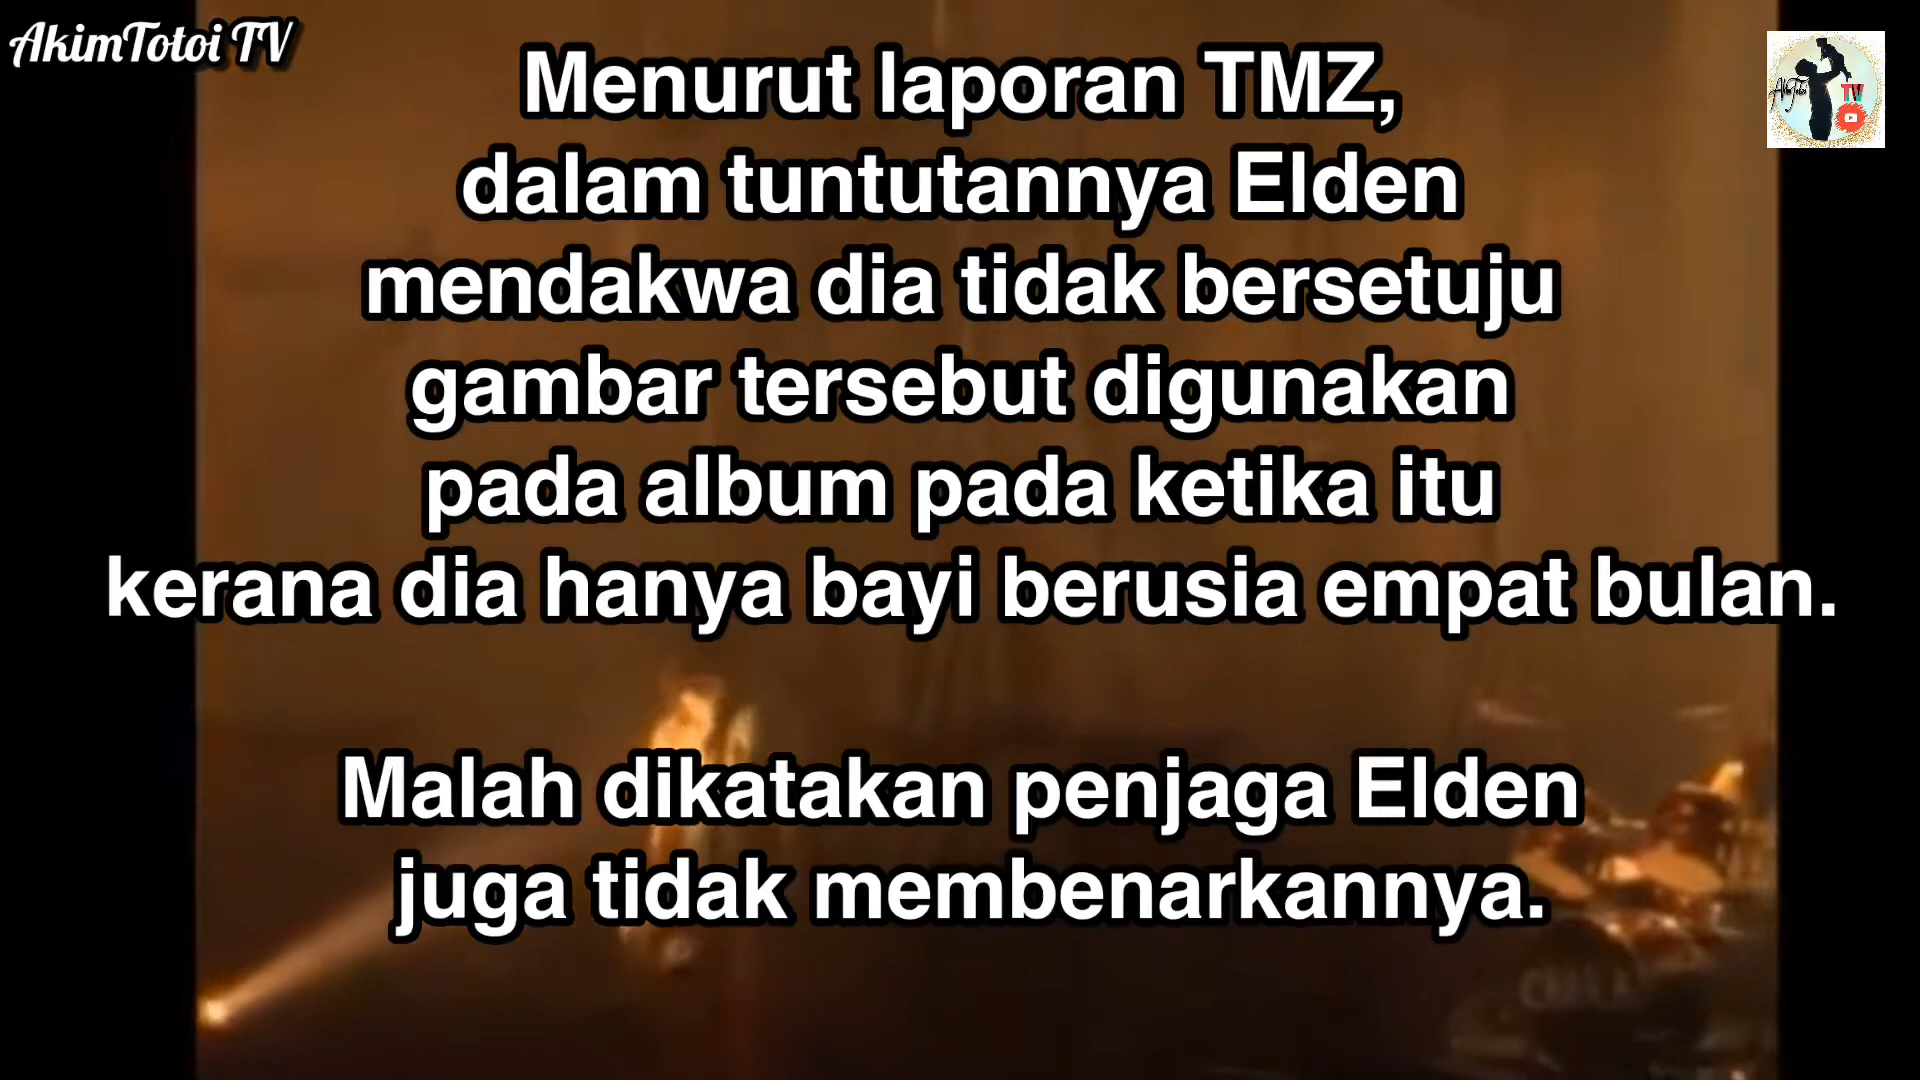 AkimTotoi TV
Menurut laporan TMZ,
dalam tuntutannya Elden
mendakwa dia tidak bersetuju
gambar tersebut digunakan
pada album pada ketika itu
kerana dia hanya bayi berusia empat bulan.
Malah dikatakan penjaga Elden
juga tidak membenarkannya.
TV